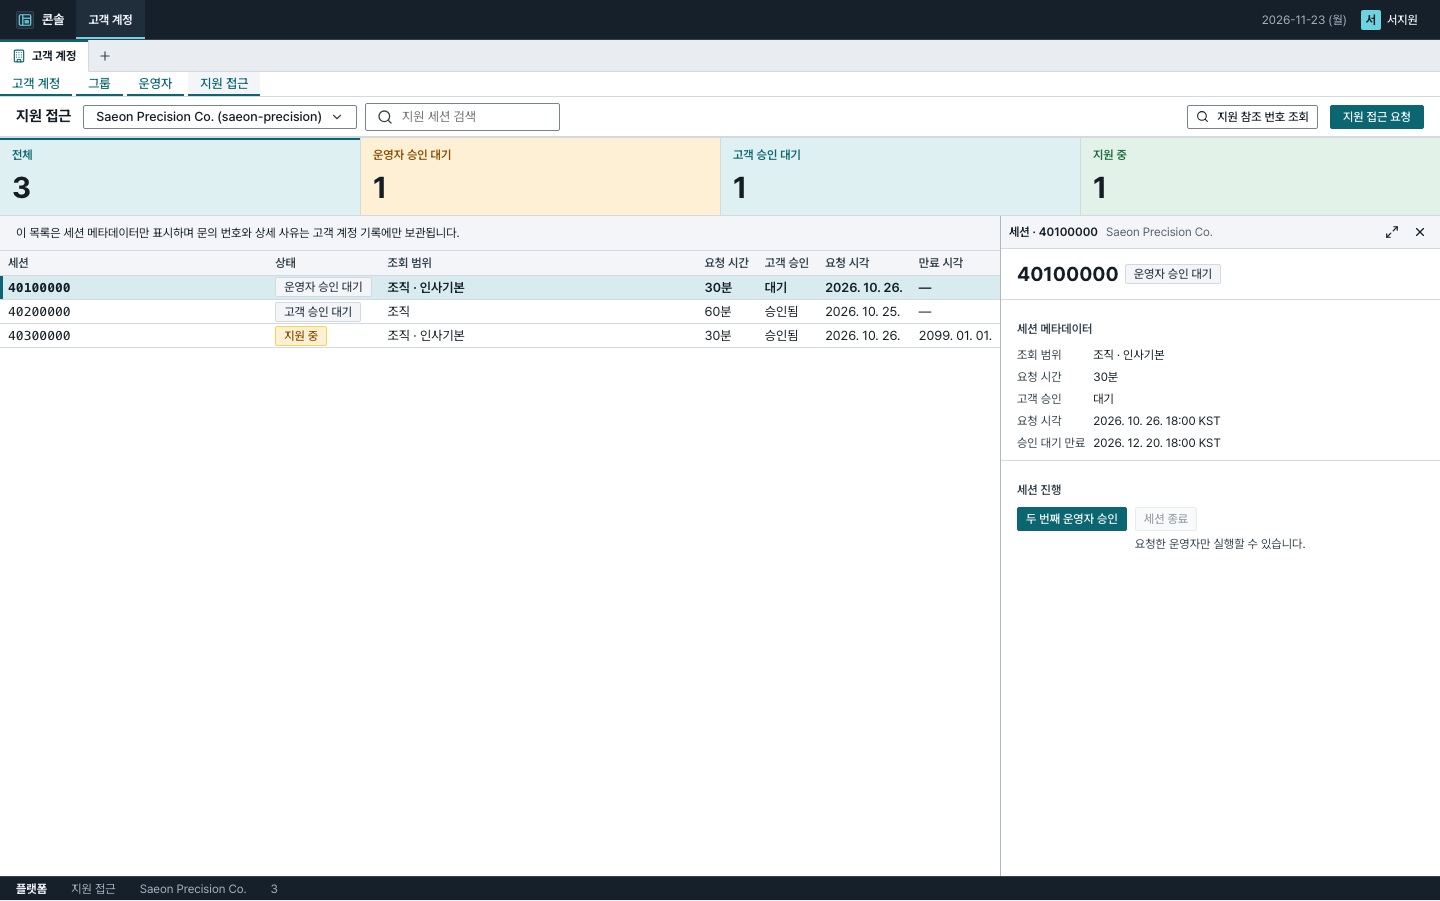 콘솔
고객 계정
2026-11-23 (월)
서 서지원
고객 계정
고객 계정 그룹 운영자 지원 접근
지원 접근
Saeon Precision Co. (saeon-precision)
지원 세션 검색
지원 참조 번호 조회
지원 접근 요청
전체
3
운영자 승인 대기
1
고객 승인 대기
1
지원 중
1
이 목록은 세션 메타데이터만 표시하며 문의 번호와 상세 사유는 고객 계정 기록에만 보관됩니다.
세션 상태 조회 범위 요청 시간 고객 승인 요청 시각 만료 시각
40100000 운영자 승인 대기 조직 · 인사기본 30분 대기 2026. 10. 26. —
40200000 고객 승인 대기 조직 60분 승인됨 2026. 10. 25. —
40300000 지원 중 조직 · 인사기본 30분 승인됨 2026. 10. 26. 2099. 01. 01.
세션 · 40100000 Saeon Precision Co.
40100000 운영자 승인 대기
세션 메타데이터
조회 범위 조직 · 인사기본
요청 시간 30분
고객 승인 대기
요청 시각 2026. 10. 26. 18:00 KST
승인 대기 만료 2026. 12. 20. 18:00 KST
세션 진행
두 번째 운영자 승인
세션 종료
요청한 운영자만 실행할 수 있습니다.
플랫폼 지원 접근 Saeon Precision Co. 3